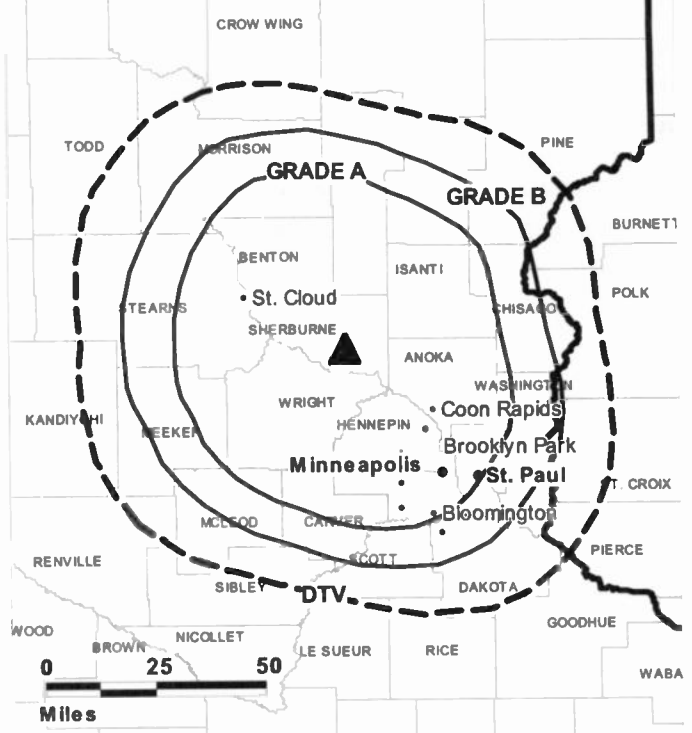 CROW WING
TODD
MORRISON
PINE
GRADE A
GRADE B
BURNETT
BENTON
ISANTI
St. Cloud
STEARNS
CHISAGO
POLK
SHERBURNE
ANOKA
WASHINGTON
WRIGHT
Coon Rapids
KANDIYOHI
HENNEPIN
MEEKER
Brooklyn Park
Minneapolis
St. Paul
T. CROIX
MCLEOD
CARVER
Bloomington
SCOTT
PIERCE
RENVILLE
SIBLEY
DTV
DAKOTA
GOODHUE
WOOD
NICOLLET
BROWN
LE SUEUR
RICE
WABA
0 25 50
Miles